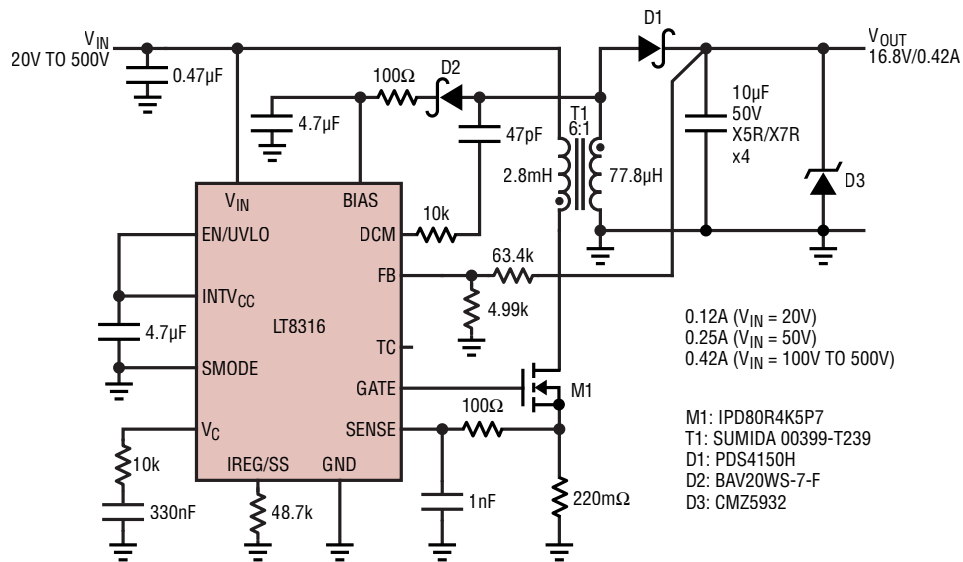 V_IN
20V TO 500V
0.47µF
4.7µF
100Ω
D2
47pF
T1
6:1
2.8mH
77.8µH
D1
V_OUT
16.8V/0.42A
10µF
50V
X5R/X7R
x4
D3
V_IN
BIAS
EN/UVLO
DCM
10k
FB
63.4k
4.99k
INTV_CC
4.7µF
LT8316
TC
SMODE
GATE
M1
V_C
SENSE
100Ω
IREG/SS
GND
10k
330nF
48.7k
1nF
220mΩ
0.12A (V_IN = 20V)
0.25A (V_IN = 50V)
0.42A (V_IN = 100V TO 500V)
M1: IPD80R4K5P7
T1: SUMIDA 00399-T239
D1: PDS4150H
D2: BAV20WS-7-F
D3: CMZ5932